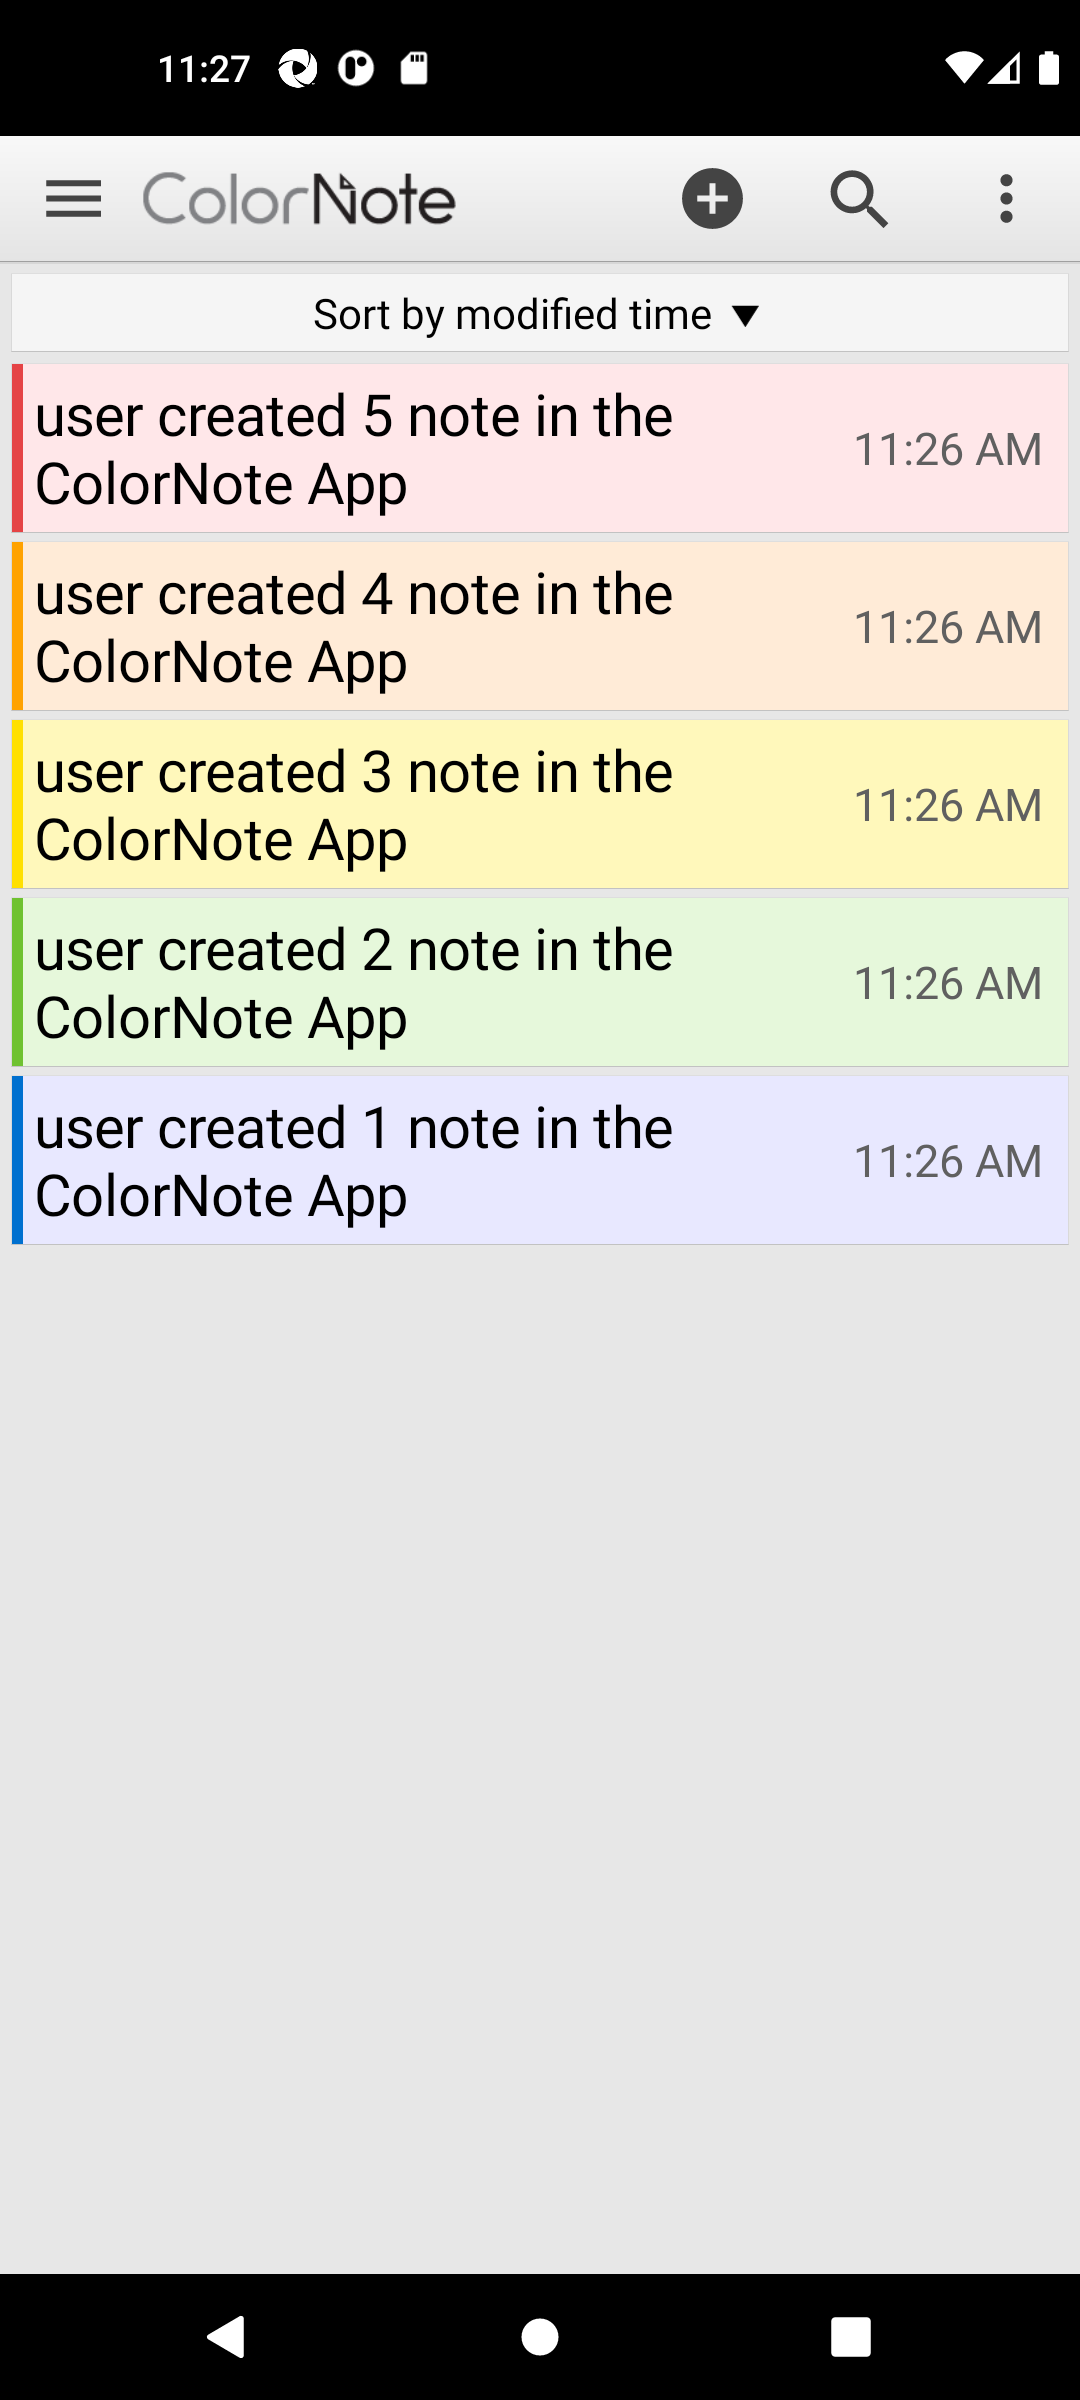 11:27
ColorNote
Sort by modified time ▼
user created 5 note in the
ColorNote App
11:26 AM
user created 4 note in the
ColorNote App
11:26 AM
user created 3 note in the
ColorNote App
11:26 AM
user created 2 note in the
ColorNote App
11:26 AM
user created 1 note in the
ColorNote App
11:26 AM